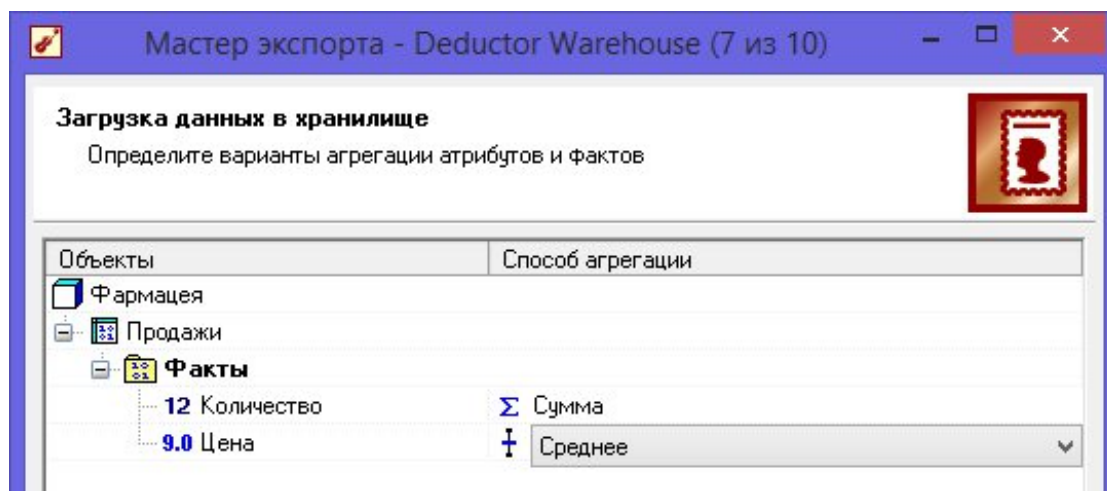 Мастер экспорта - Deductor Warehouse (7 из 10)
Загрузка данных в хранилище
Определите варианты агрегации атрибутов и фактов
Объекты Способ агрегации
Фармацея
Продажи
Факты
12 Количество Σ Сумма
9.0 Цена Среднее